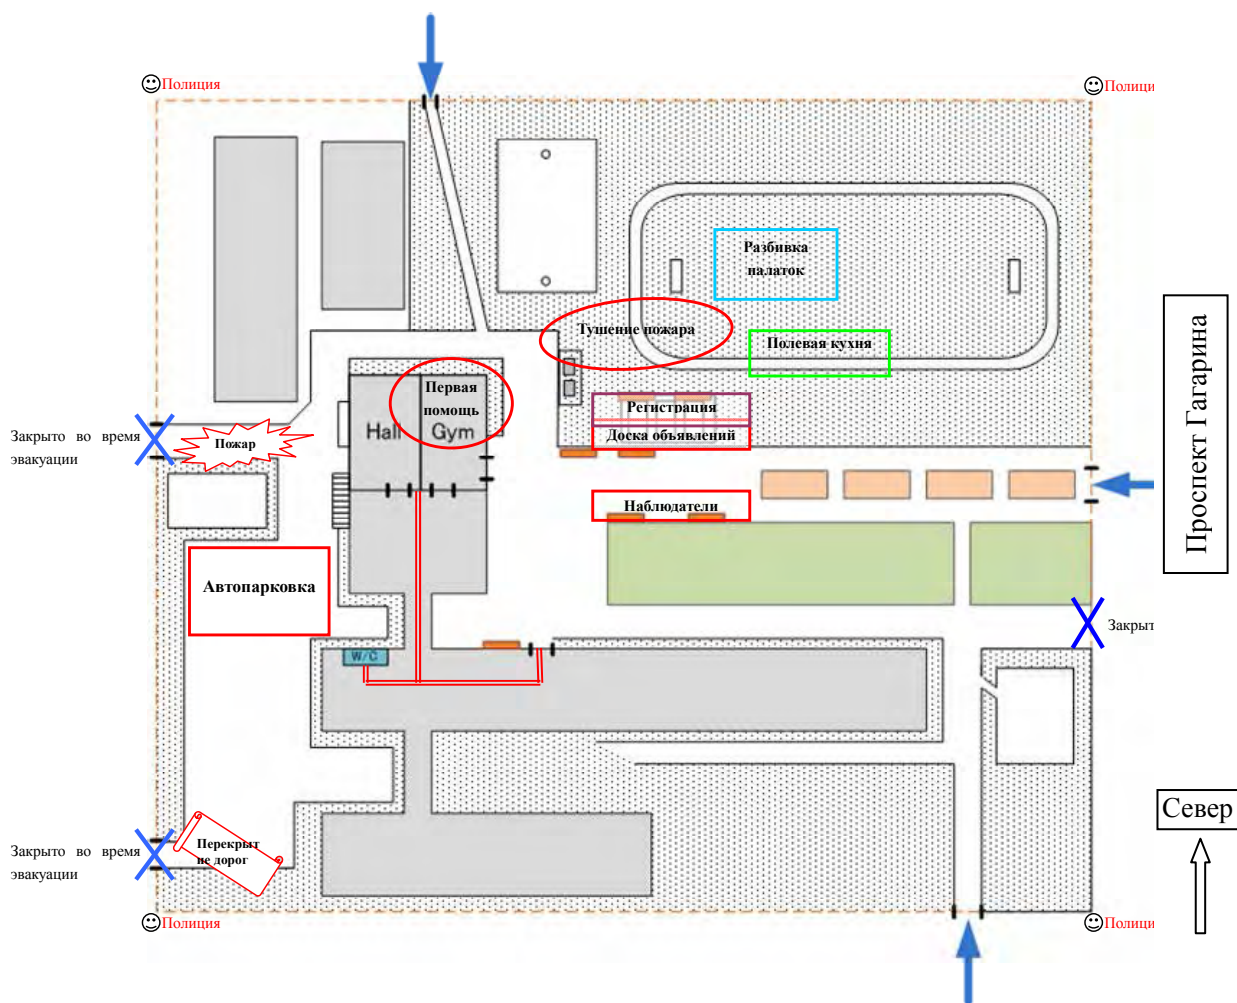 Полиция
Полици
Разбивка
палаток
Тушение пожара
Полевая кухня
Первая
помощь
Hall
Gym
Регистрация
Доска объявлений
Закрыто во время
эвакуации
Пожар
Наблюдатели
Проспект Гагарина
Автопарковка
Закрыт
W/C
Север
Перекрыт
ие дорог
Закрыто во время
эвакуации
Полиция
Полици